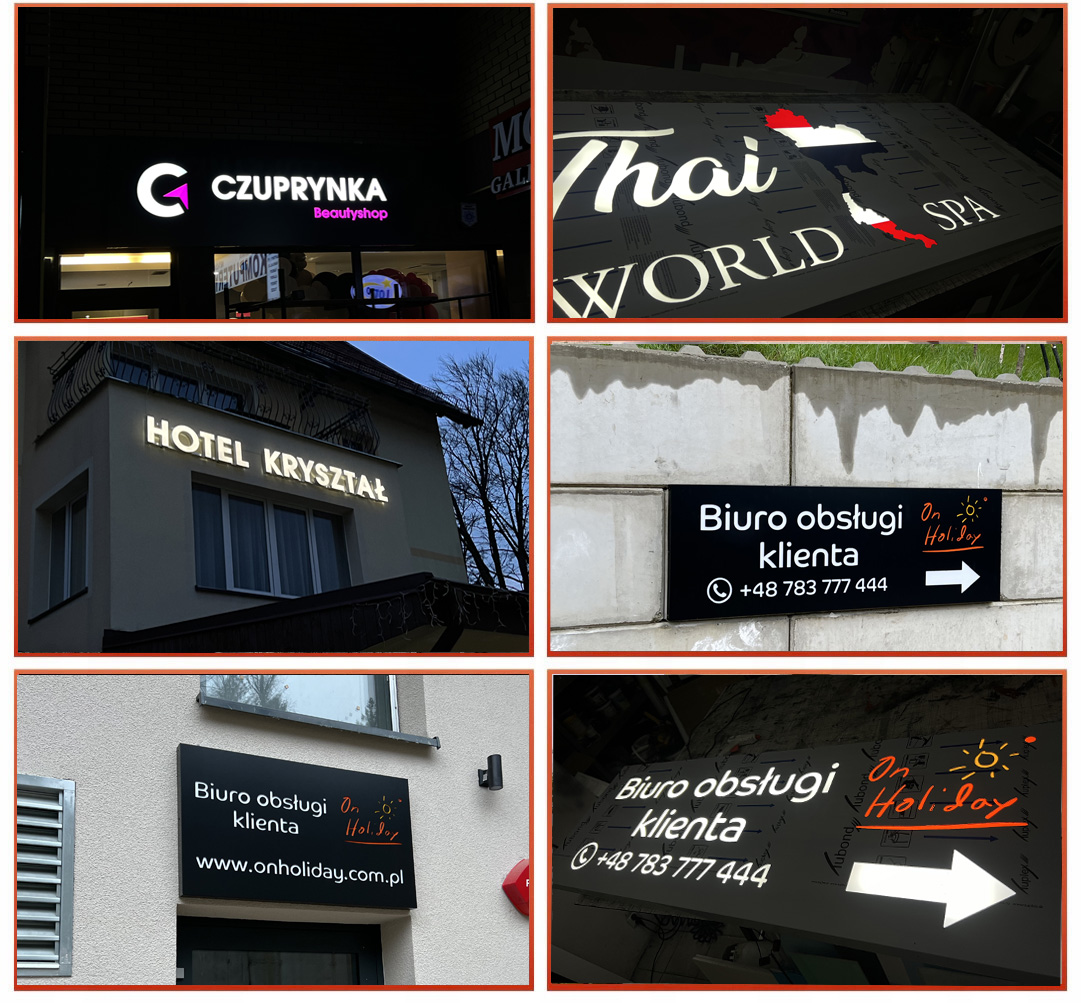 CZUPRYNKA
Beautyshop
Thai
WORLD SPA
HOTEL KRYSZTAŁ
Biuro obsługi
klienta
+48 783 777 444
On
Holiday
Biuro obsługi
klienta
On
Holiday
www.onholiday.com.pl
Biuro obsługi
klienta
+48 783 777 444
On
Holiday